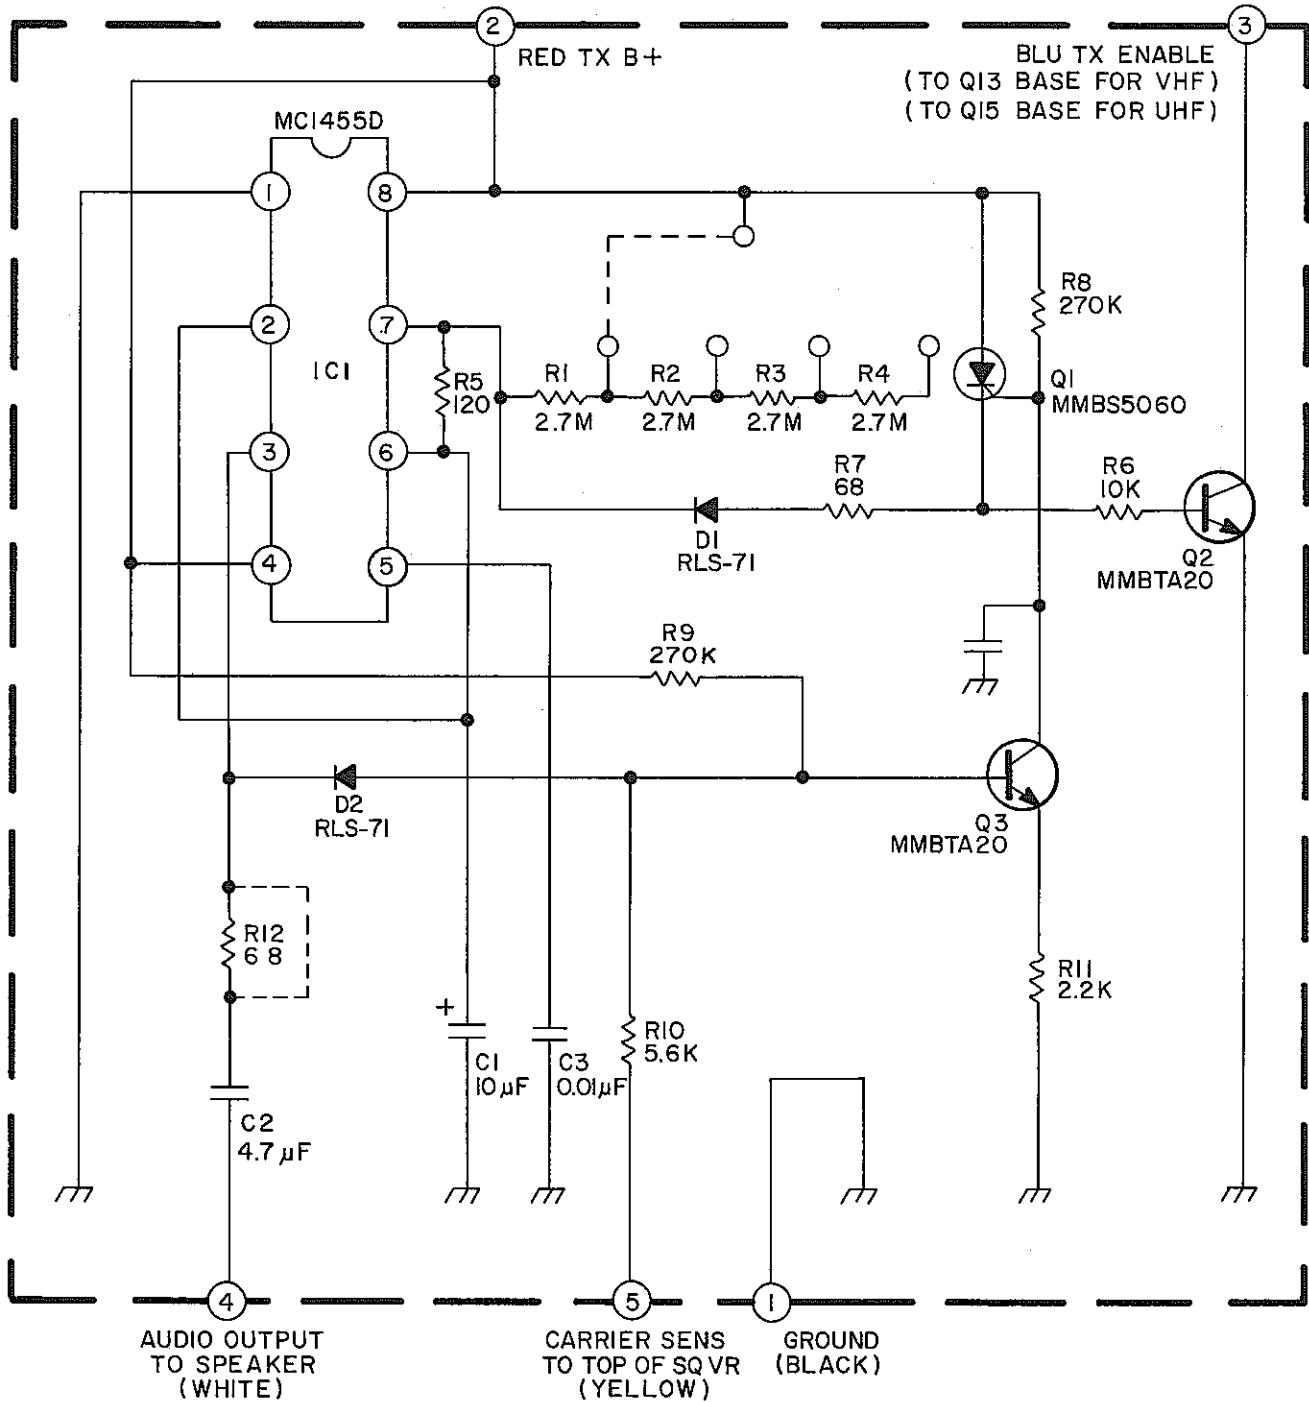 2
3
RED TX B+
BLU TX ENABLE
(TO Q13 BASE FOR VHF)
(TO Q15 BASE FOR UHF)
MC1455D
1
8
R8
270K
2
7
IC1
R5
120
R1
2.7M
R2
2.7M
R3
2.7M
R4
2.7M
Q1
MMBS5060
3
6
R7
68
R6
10K
D1
RLS-71
Q2
MMBTA20
4
5
R9
270K
D2
RLS-71
Q3
MMBTA20
R12
68
R11
2.2K
+
C1
10µF
C3
0.01µF
R10
5.6K
C2
4.7µF
4
5
1
AUDIO OUTPUT
TO SPEAKER
(WHITE)
CARRIER SENS
TO TOP OF SQ VR
(YELLOW)
GROUND
(BLACK)